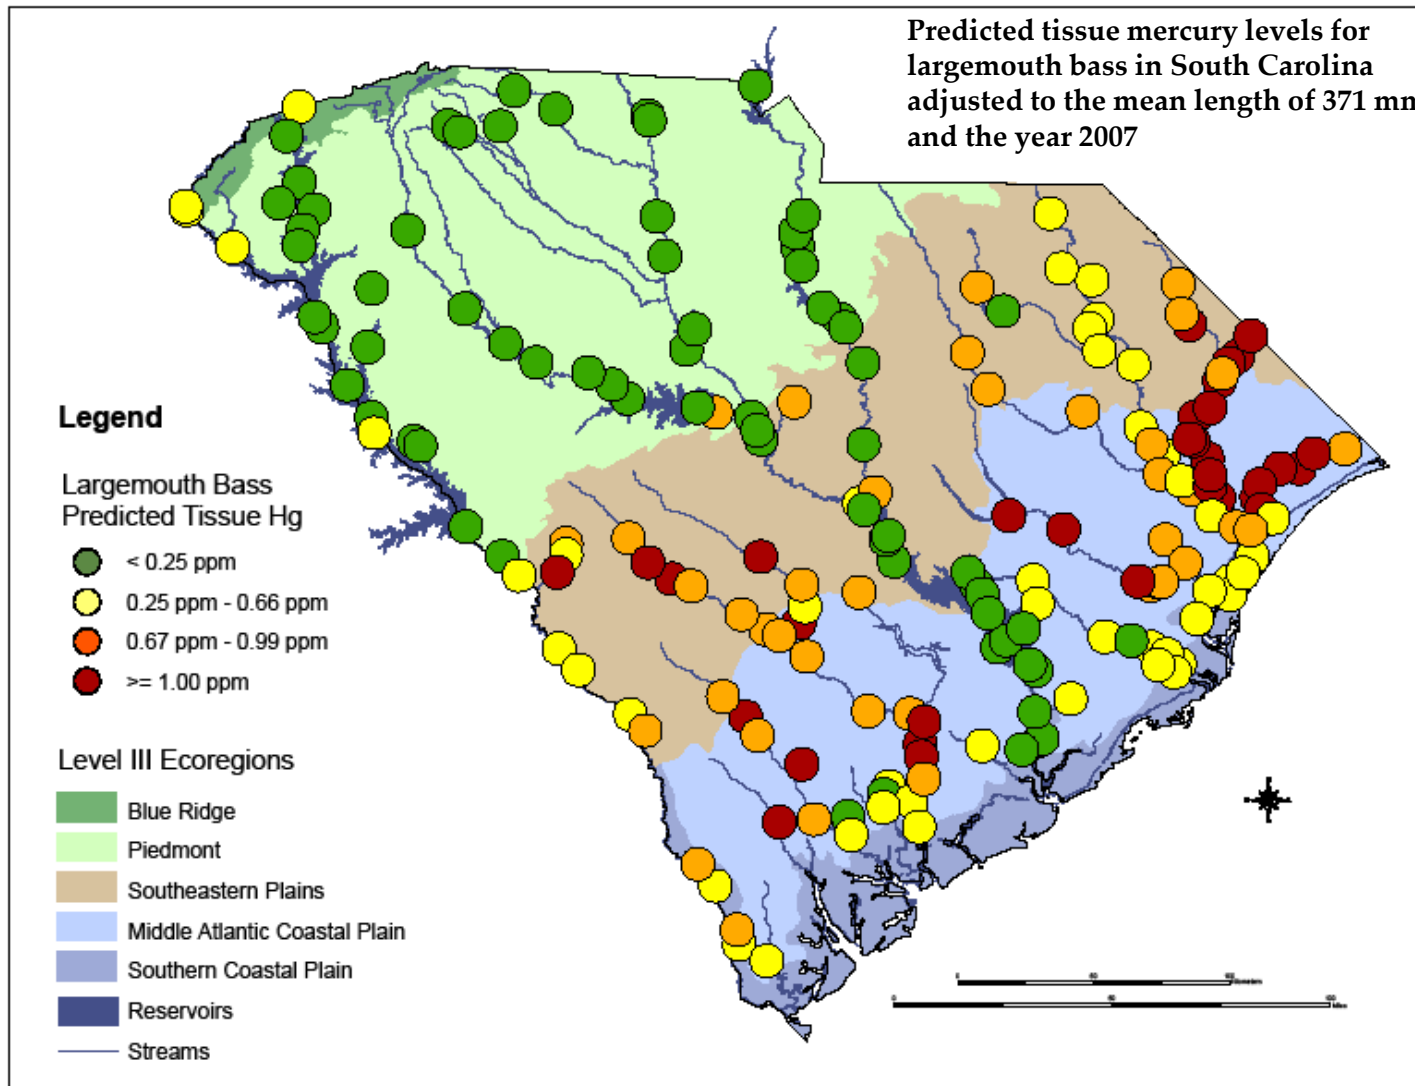 Predicted tissue mercury levels for
largemouth bass in South Carolina
adjusted to the mean length of 371 mm
and the year 2007
Legend
Largemouth Bass
Predicted Tissue Hg
< 0.25 ppm
0.25 ppm - 0.66 ppm
0.67 ppm - 0.99 ppm
>= 1.00 ppm
Level III Ecoregions
Blue Ridge
Piedmont
Southeastern Plains
Middle Atlantic Coastal Plain
Southern Coastal Plain
Reservoirs
Streams